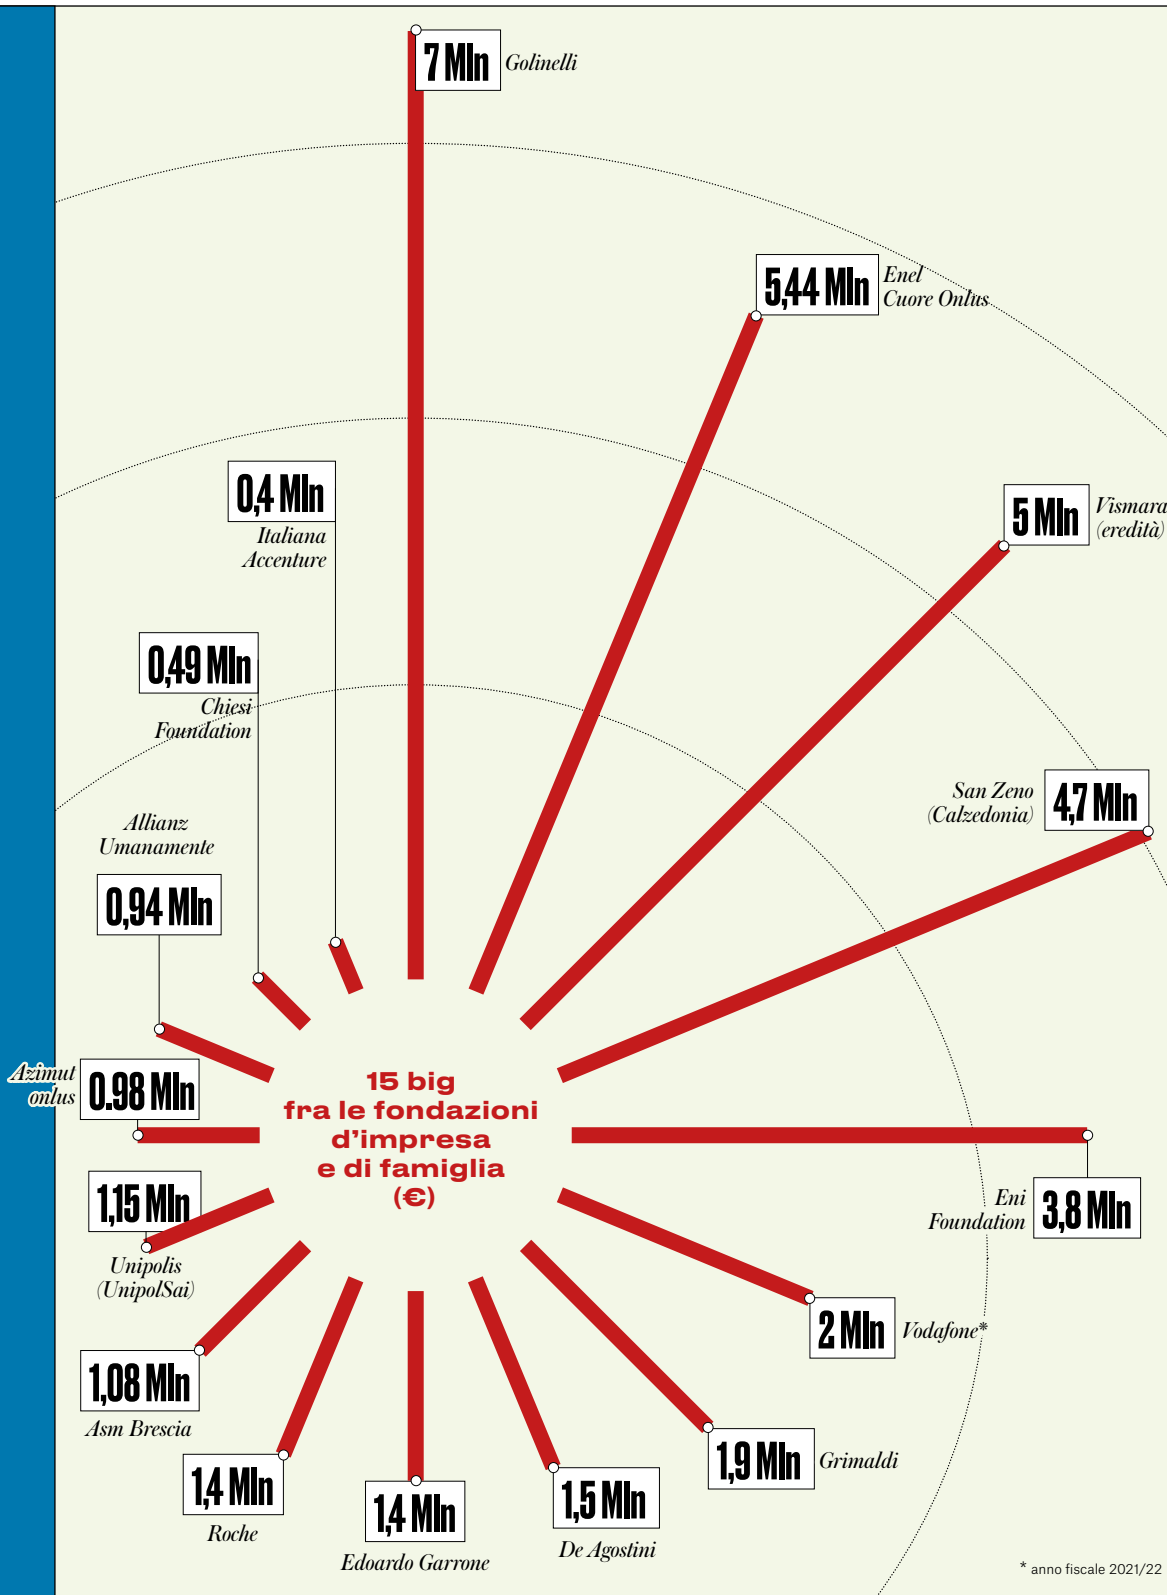 7 Mln
Golinelli
5,44 Mln
Enel
Cuore Onlus
5 Mln
Vismara
(eredità)
San Zeno
(Calzedonia)
4,7 Mln
Eni
Foundation
3,8 Mln
2 Mln
Vodafone*
1,9 Mln
Grimaldi
1,5 Mln
De Agostini
1,4 Mln
Edoardo Garrone
1,4 Mln
Roche
1,08 Mln
Asm Brescia
1,15 Mln
Unipolis
(UnipolSai)
Azimut
onlus
0.98 Mln
Allianz
Umanamente
0,94 Mln
0,49 Mln
Chiesi
Foundation
0,4 Mln
Italiana
Accenture
15 big
fra le fondazioni
d'impresa
e di famiglia
(€)
* anno fiscale 2021/22